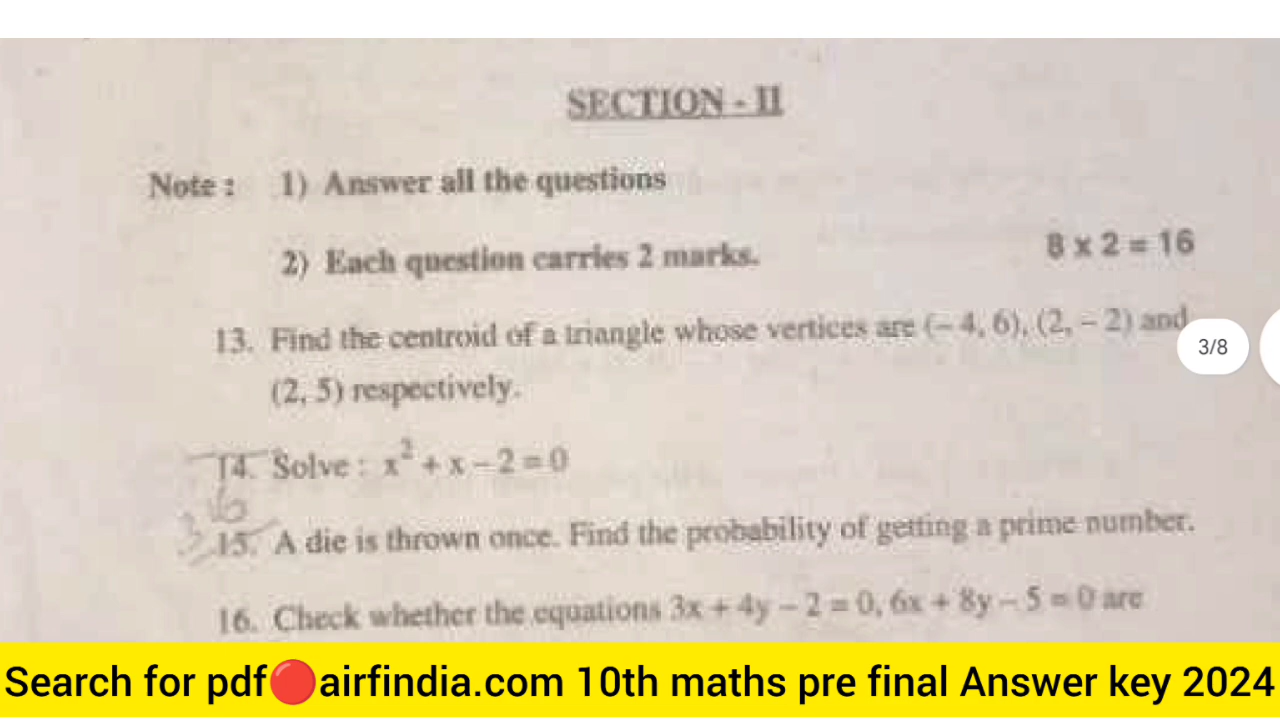 SECTION - II
Note : 1) Answer all the questions
2) Each question carries 2 marks.
8 x 2 = 16
13. Find the centroid of a triangle whose vertices are (– 4, 6), (2, – 2) and
3/8
(2, 5) respectively.
14. Solve : x² + x – 2 = 0
15. A die is thrown once. Find the probability of getting a prime number.
16. Check whether the equations 3x + 4y – 2 = 0, 6x + 8y – 5 = 0 are
Search for pdf🔴airfindia.com 10th maths pre final Answer key 2024